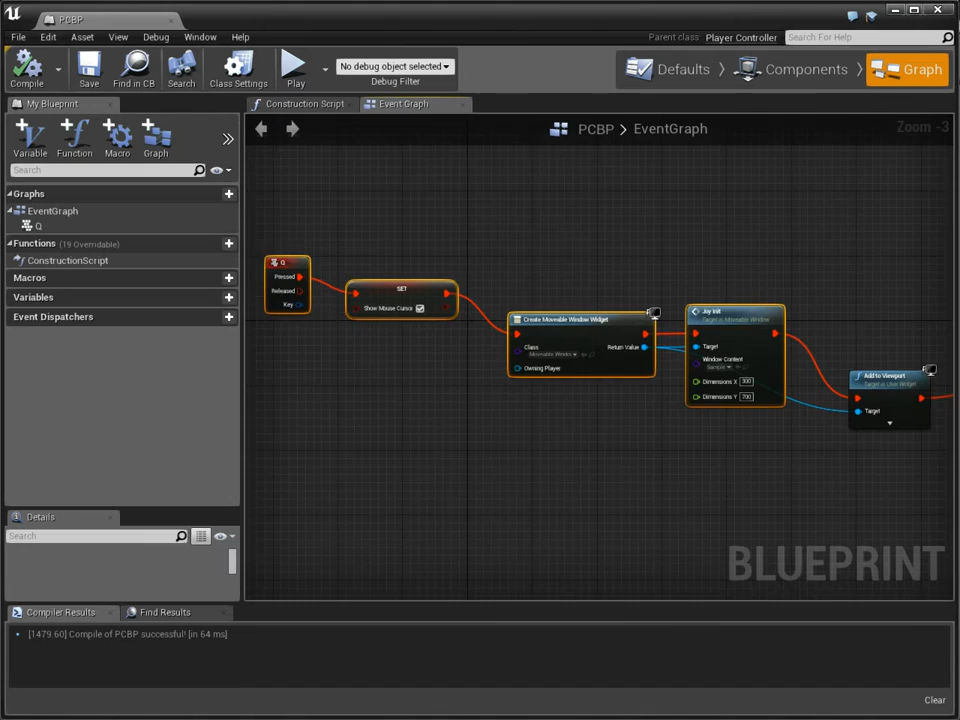 PCBP
File Edit Asset View Debug Window Help
Parent class: Player Controller
Search For Help
Compile
Save
Find in CB
Search
Class Settings
Play
No debug object selected
Debug Filter
Defaults
Components
Graph
My Blueprint
Construction Script
Event Graph
Variable
Function
Macro
Graph
PCBP > EventGraph
Zoom -3
Search
Graphs
EventGraph
Q
Functions (19 Overridable)
ConstructionScript
Macros
Variables
Event Dispatchers
Q
Pressed
Released
Key
SET
Show Mouse Cursor
Create Moveable Window Widget
Class
Return Value
Owning Player
Joy Init
Target is Moveable Window
Target
Window Content
Sample
Dimensions X 300
Dimensions Y 700
Add to Viewport
Target is User Widget
Target
BLUEPRINT
Details
Search
Compiler Results
Find Results
[1479.60] Compile of PCBP successful! [in 64 ms]
Clear